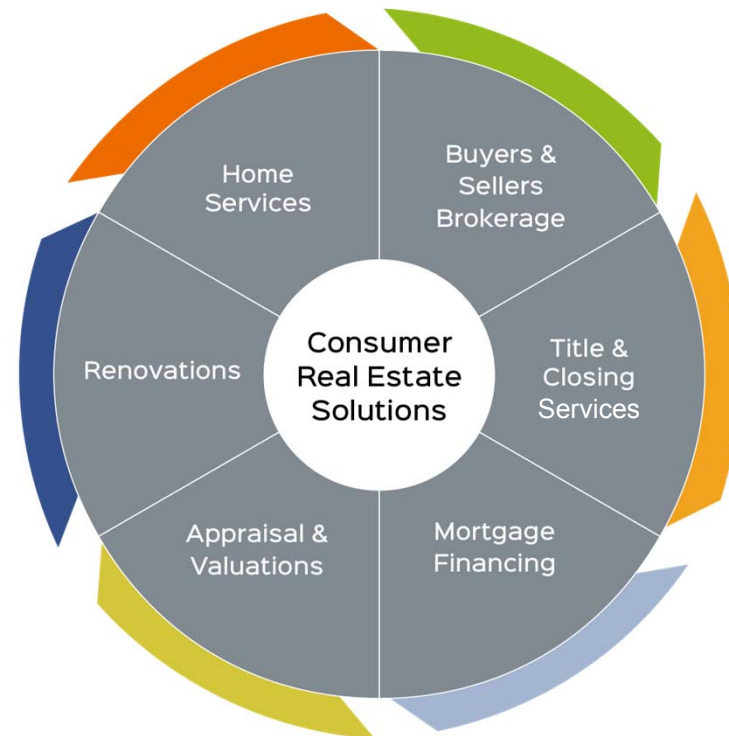 Home
Services
Buyers &
Sellers
Brokerage
Renovations
Consumer
Real Estate
Solutions
Title &
Closing
Services
Appraisal &
Valuations
Mortgage
Financing